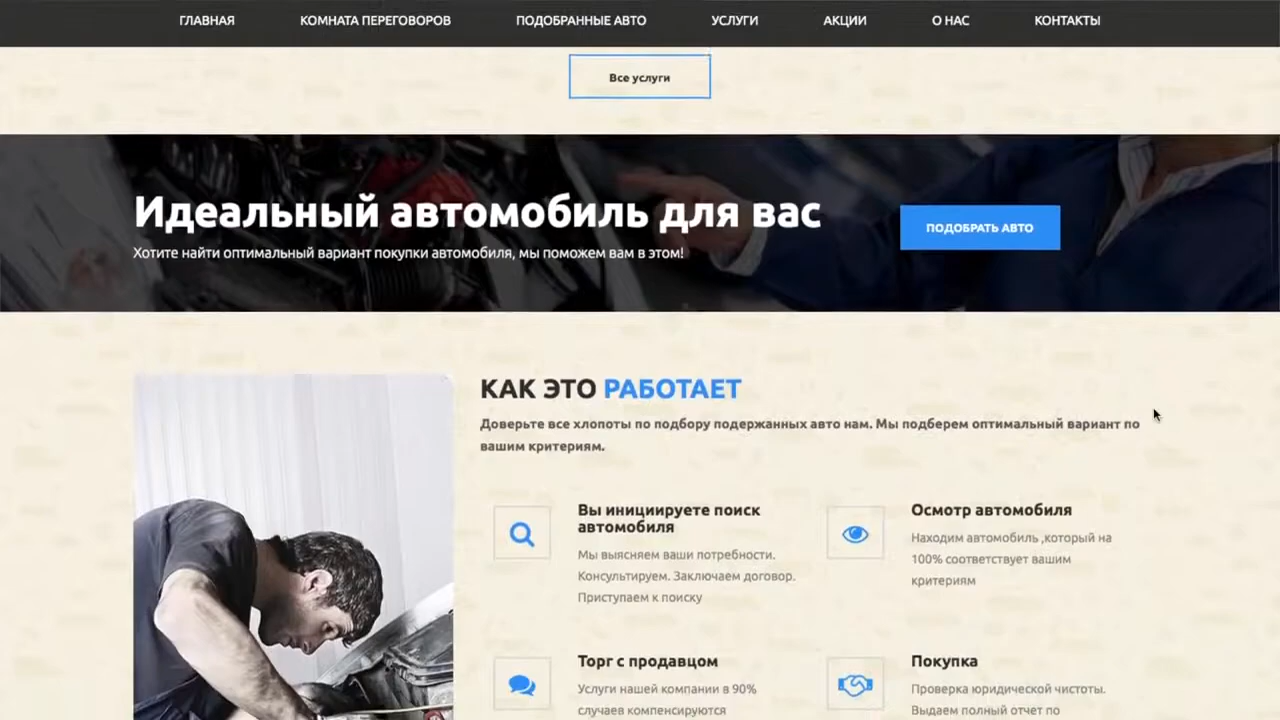 ГЛАВНАЯ КОМНАТА ПЕРЕГОВОРОВ ПОДОБРАННЫЕ АВТО УСЛУГИ АКЦИИ О НАС КОНТАКТЫ
Все услуги
Идеальный автомобиль для вас
Хотите найти оптимальный вариант покупки автомобиля, мы поможем вам в этом!
ПОДОБРАТЬ АВТО
КАК ЭТО РАБОТАЕТ
Доверьте все хлопоты по подбору подержанных авто нам. Мы подберем оптимальный вариант по
вашим критериям.
Вы инициируете поиск
автомобиля
Мы выясняем ваши потребности.
Консультируем. Заключаем договор.
Приступаем к поиску
Осмотр автомобиля
Находим автомобиль ,который на
100% соответствует вашим
критериям
Торг с продавцом
Услуги нашей компании в 90%
случаев компенсируются
Покупка
Проверка юридической чистоты.
Выдаем полный отчет по